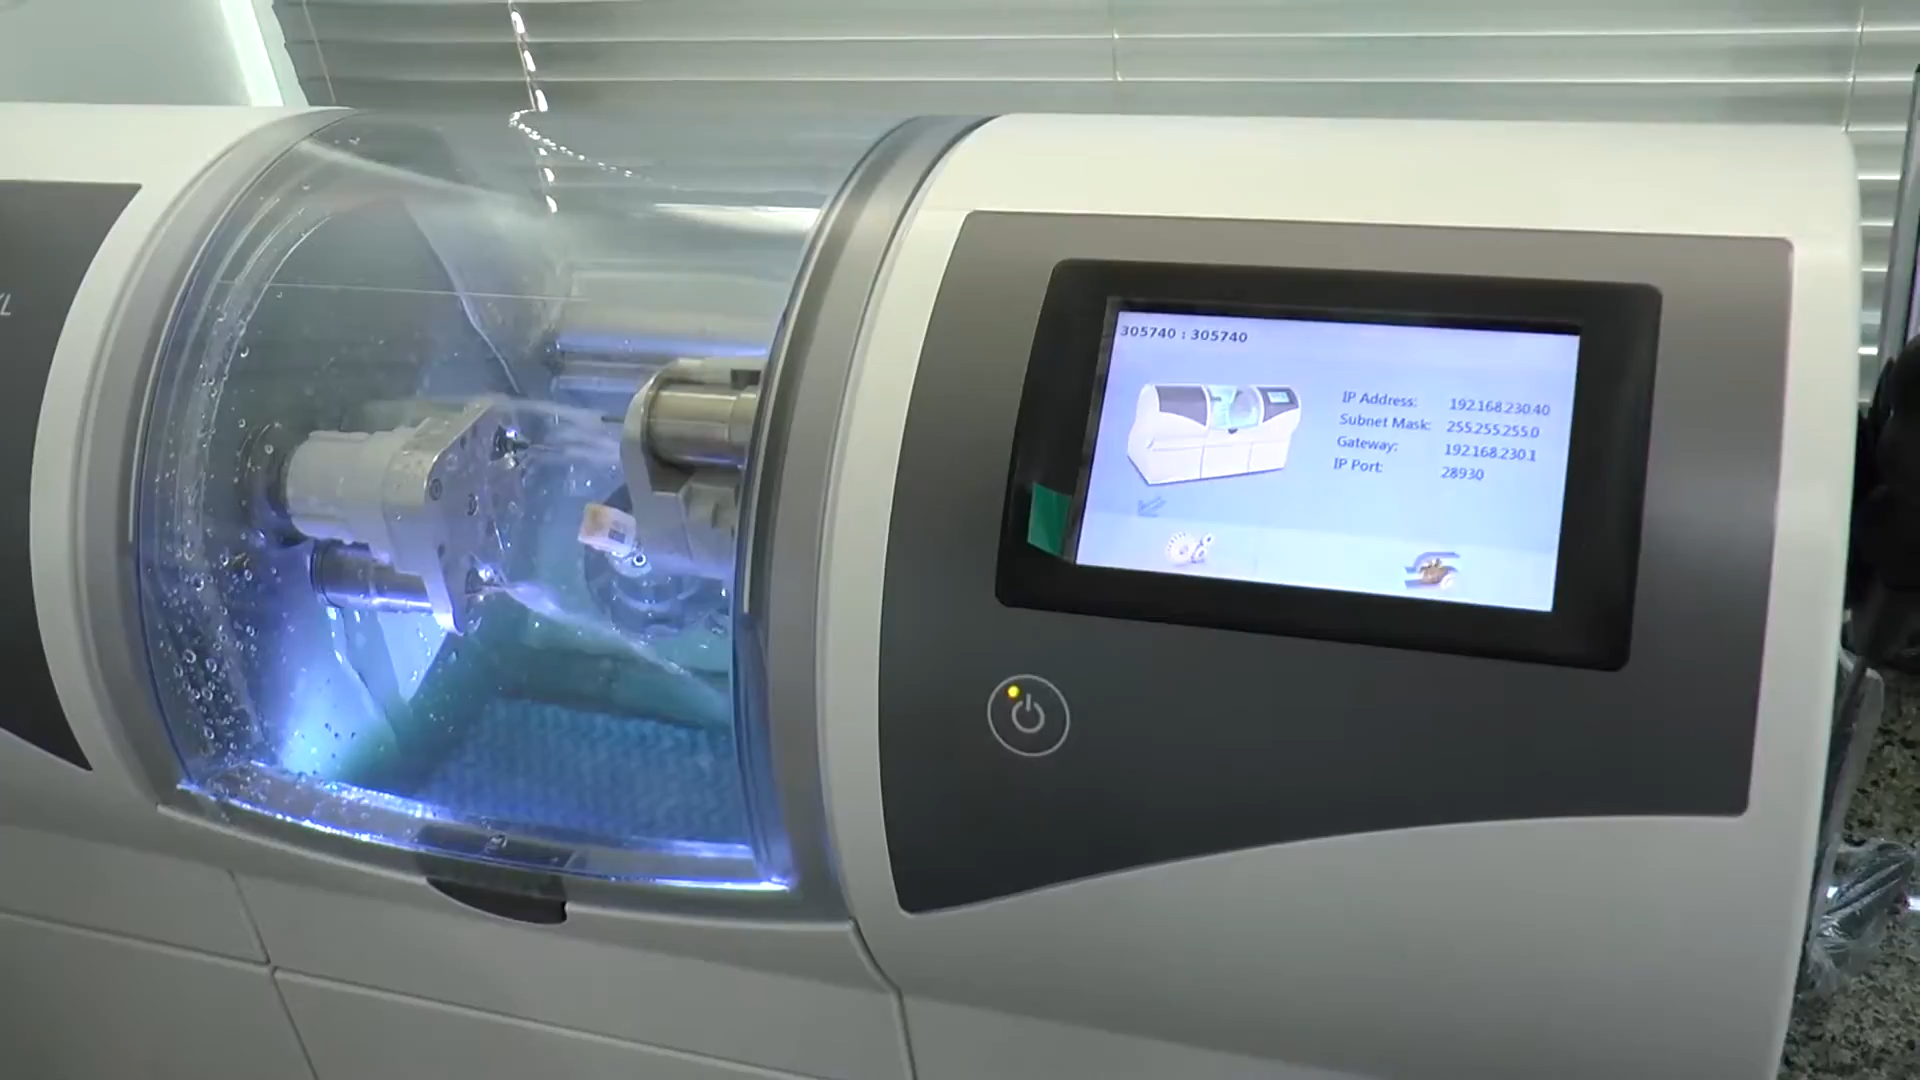 L
305740 : 305740
IP Address: 192.168.230.40
Subnet Mask: 255.255.255.0
Gateway: 192.168.230.1
IP Port: 28930